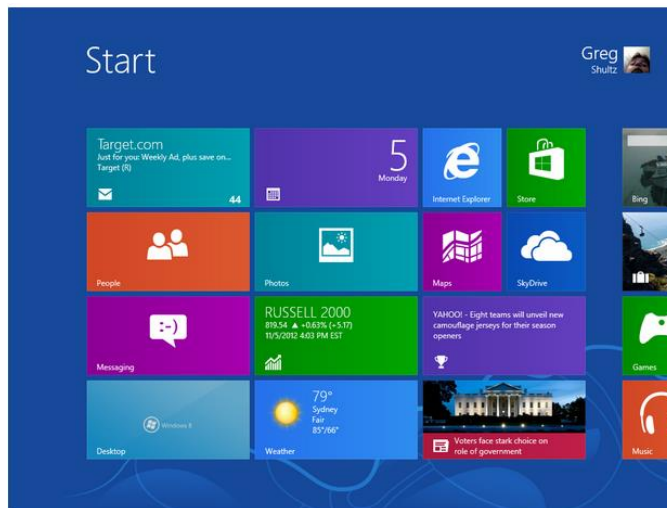 Start
Greg
Shultz
Target.com
Just for you: Weekly Ad, plus save on...
Target (R)
44
5
Monday
Internet Explorer
Store
Bing
People
Photos
Maps
SkyDrive
Messaging
RUSSELL 2000
819.54 ▲ +0.63% (+5.17)
11/5/2012 4:03 PM EST
YAHOO! - Eight teams will unveil new
camouflage jerseys for their season
openers
Games
Windows 8
Desktop
79°
Sydney
Fair
85°/66°
Weather
Voters face stark choice on
role of government
Music